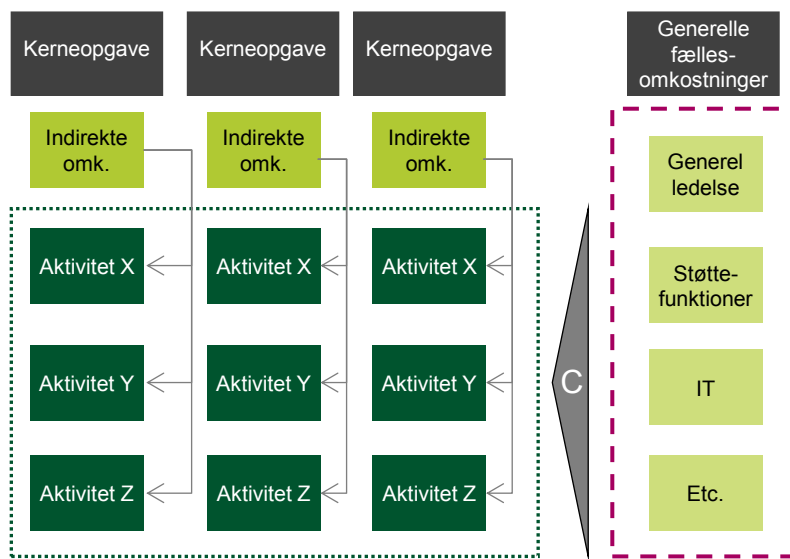 Kerneopgave
Kerneopgave
Kerneopgave
Generelle
fælles-
omkostninger
Indirekte
omk.
Indirekte
omk.
Indirekte
omk.
Generel
ledelse
Aktivitet X
Aktivitet X
Aktivitet X
Støtte-
funktioner
Aktivitet Y
Aktivitet Y
Aktivitet Y
C
IT
Aktivitet Z
Aktivitet Z
Aktivitet Z
Etc.